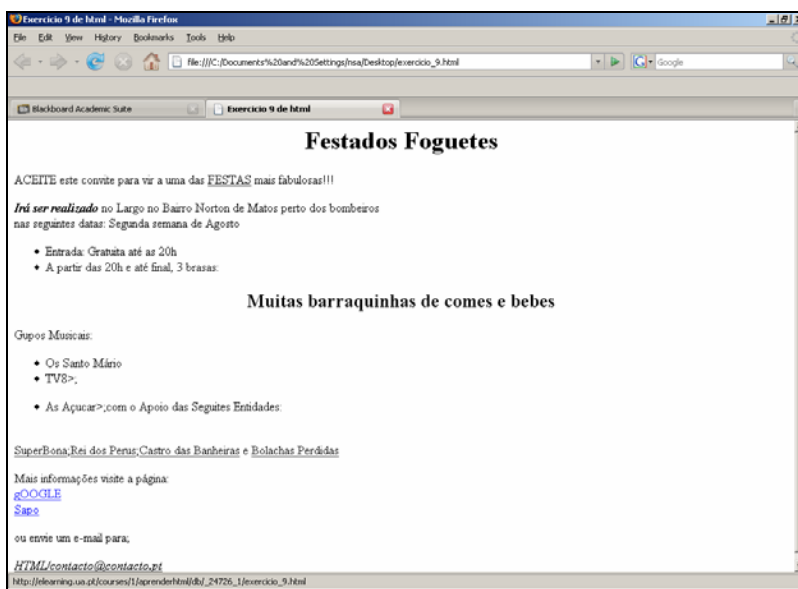 Exercicio 9 de html - Mozilla Firefox
File Edit View History Bookmarks Tools Help
file:///C:/Documents%20and%20Settings/nsa/Desktop/exercicio_9.html
Google
Blackboard Academic Suite
Exercicio 9 de html
Festados Foguetes
ACEITE este convite para vir a uma das FESTAS mais fabulosas!!!
Irá ser realizado no Largo no Bairro Norton de Matos perto dos bombeiros
nas seguintes datas: Segunda semana de Agosto
• Entrada: Gratuita até as 20h
• A partir das 20h e até final, 3 brasas:
Muitas barraquinhas de comes e bebes
Gupos Musicais:
• Os Santo Mário
• TV8>;
• As Açucar>;com o Apoio das Seguites Entidades:
SuperBona;Rei dos Perus;Castro das Banheiras e Bolachas Perdidas
Mais informações visite a página:
gOOGLE
Sapo
ou envie um e-mail para;
HTML/contacto@contacto.pt
http://elearning.ua.pt/courses/1/aprenderhtml/db/_24726_1/exercicio_9.html